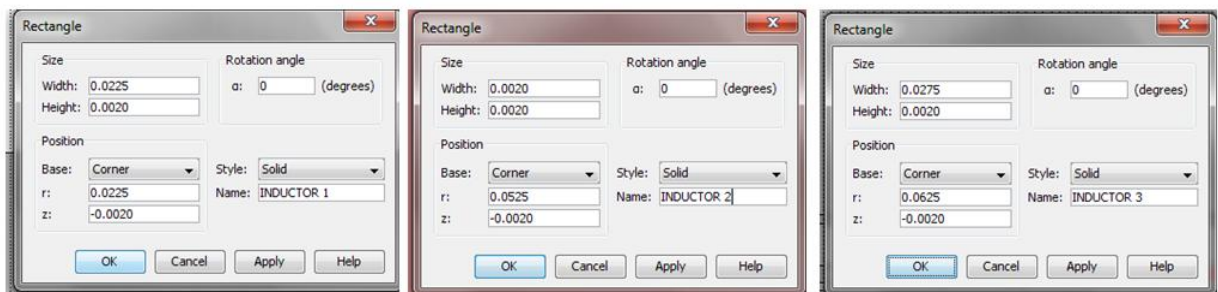 Rectangle
Size
Rotation angle
Width: 0.0225
α: 0 (degrees)
Height: 0.0020
Position
Base: Corner
Style: Solid
r: 0.0225
Name: INDUCTOR 1
z: -0.0020
OK Cancel Apply Help
Rectangle
Size
Rotation angle
Width: 0.0020
α: 0 (degrees)
Height: 0.0020
Position
Base: Corner
Style: Solid
r: 0.0525
Name: INDUCTOR 2
z: -0.0020
OK Cancel Apply Help
Rectangle
Size
Rotation angle
Width: 0.0275
α: 0 (degrees)
Height: 0.0020
Position
Base: Corner
Style: Solid
r: 0.0625
Name: INDUCTOR 3
z: -0.0020
OK Cancel Apply Help